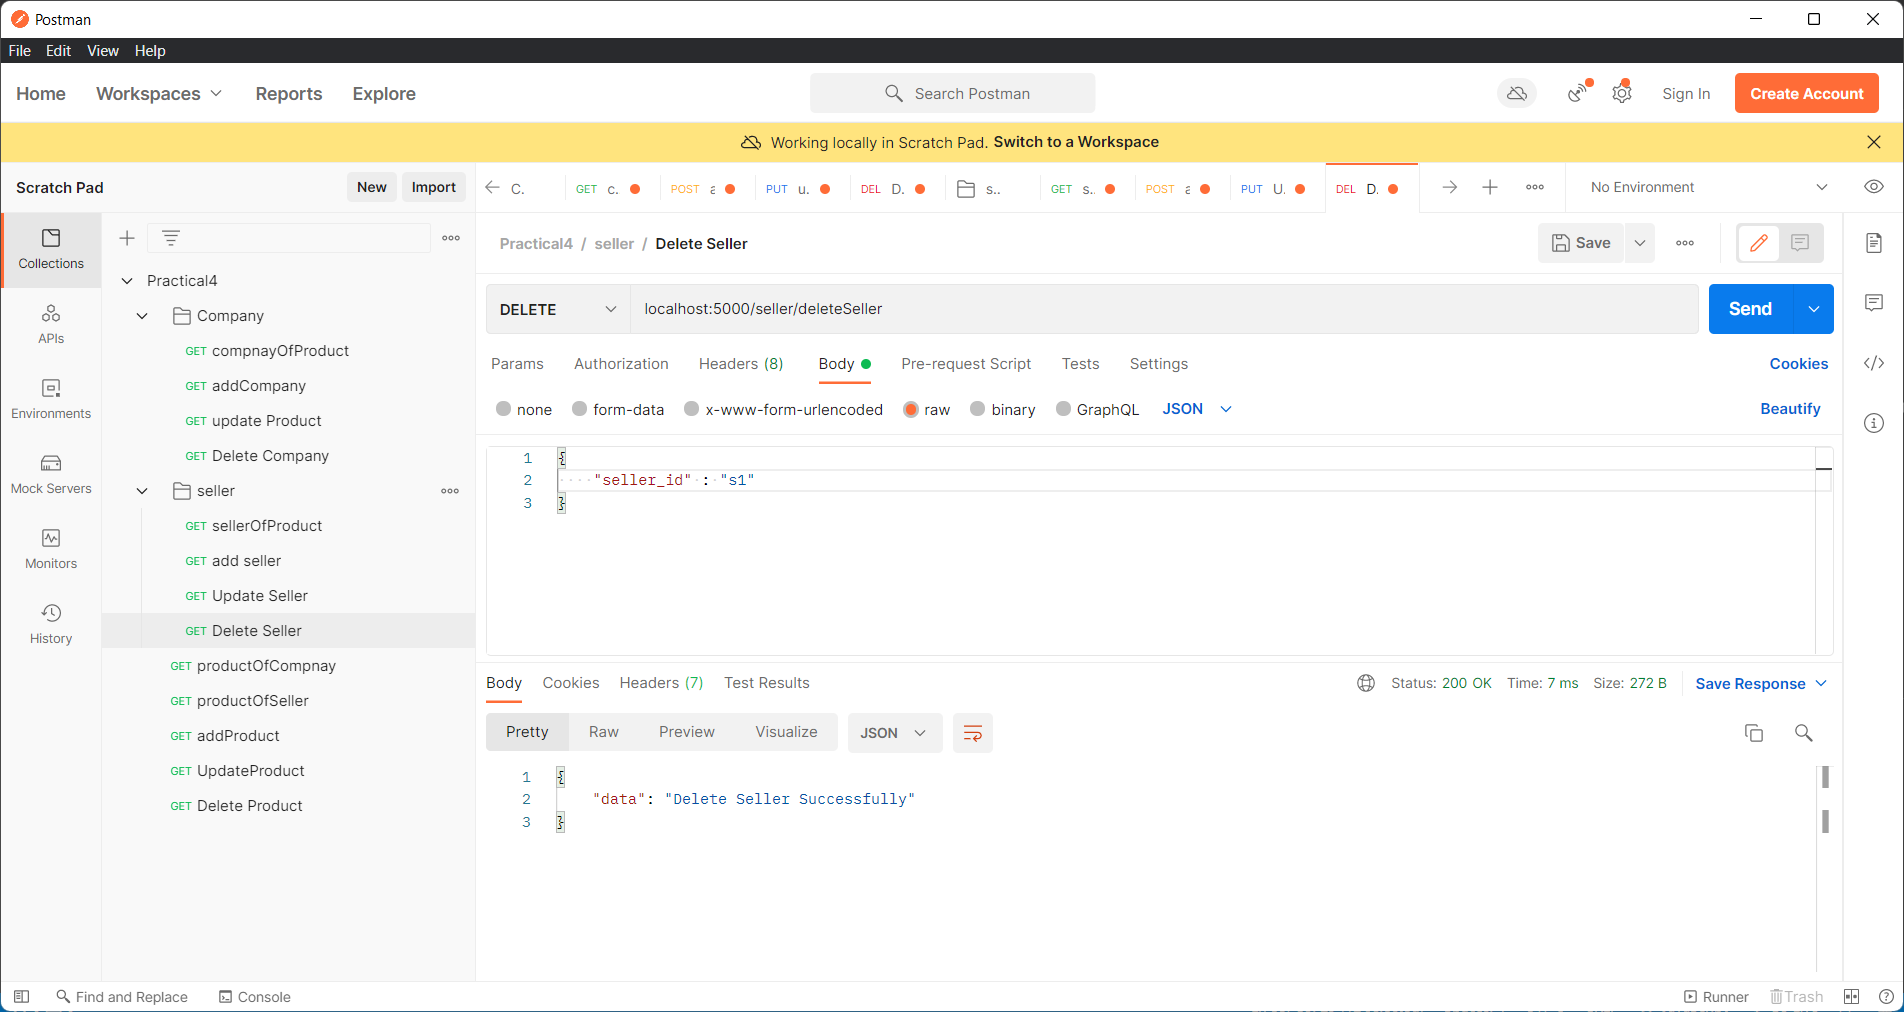 Postman
File Edit View Help
Home Workspaces Reports Explore Search Postman Sign In Create Account
Working locally in Scratch Pad. Switch to a Workspace
Scratch Pad New Import
C. GET c. POST a PUT u. DEL D. s.. GET s.. POST a PUT U. DEL D. No Environment
Collections
APIs
Environments
Mock Servers
Monitors
History
Practical4
Company
GET compnayOfProduct
GET addCompany
GET update Product
GET Delete Company
seller
GET sellerOfProduct
GET add seller
GET Update Seller
GET Delete Seller
GET productOfCompnay
GET productOfSeller
GET addProduct
GET UpdateProduct
GET Delete Product
Practical4 / seller / Delete Seller Save
DELETE localhost:5000/seller/deleteSeller Send
Params Authorization Headers (8) Body Pre-request Script Tests Settings Cookies
none form-data x-www-form-urlencoded raw binary GraphQL JSON Beautify
1 {
2 "seller_id" : "s1"
3 }
Body Cookies Headers (7) Test Results Status: 200 OK Time: 7 ms Size: 272 B Save Response
Pretty Raw Preview Visualize JSON
1 {
2 "data": "Delete Seller Successfully"
3 }
Find and Replace Console Runner Trash